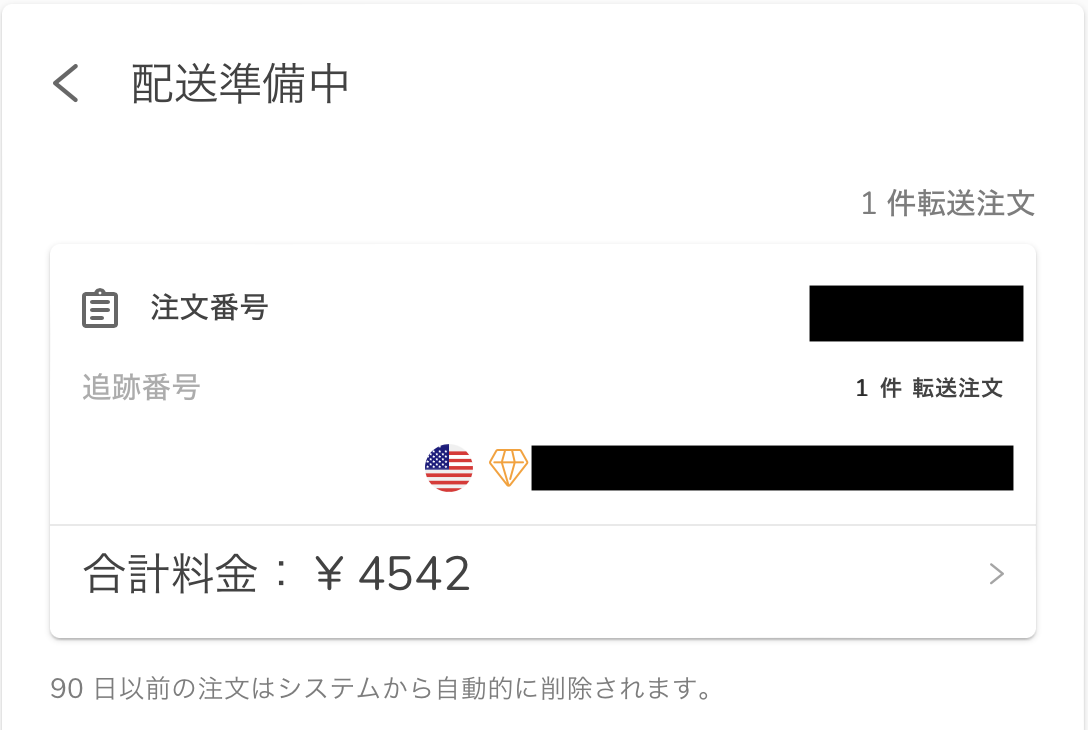 配送準備中
1 件転送注文
注文番号
追跡番号
1 件 転送注文
合計料金： ¥ 4542
90 日以前の注文はシステムから自動的に削除されます。